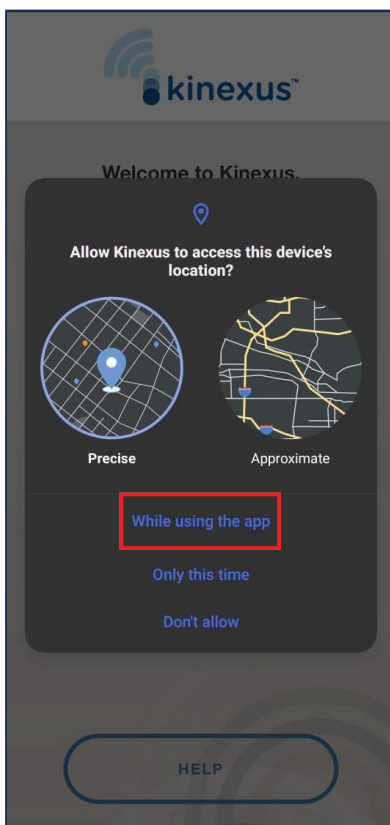 kinexus™
Welcome to Kinexus.
Allow Kinexus to access this device's
location?
Precise
Approximate
While using the app
Only this time
Don't allow
HELP